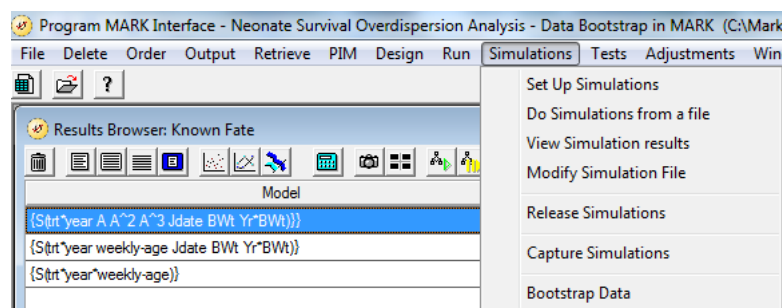 Program MARK Interface - Neonate Survival Overdispersion Analysis - Data Bootstrap in MARK (C:\Mark
File Delete Order Output Retrieve PIM Design Run Simulations Tests Adjustments Win
?
Set Up Simulations
Do Simulations from a file
View Simulation results
Modify Simulation File
Release Simulations
Capture Simulations
Bootstrap Data
Results Browser: Known Fate
Model
{S(trt*year A A^2 A^3 Jdate BWt Yr*BWt)}}
{S(trt*year weekly-age Jdate BWt Yr*BWt)}
{S(trt*year*weekly-age)}